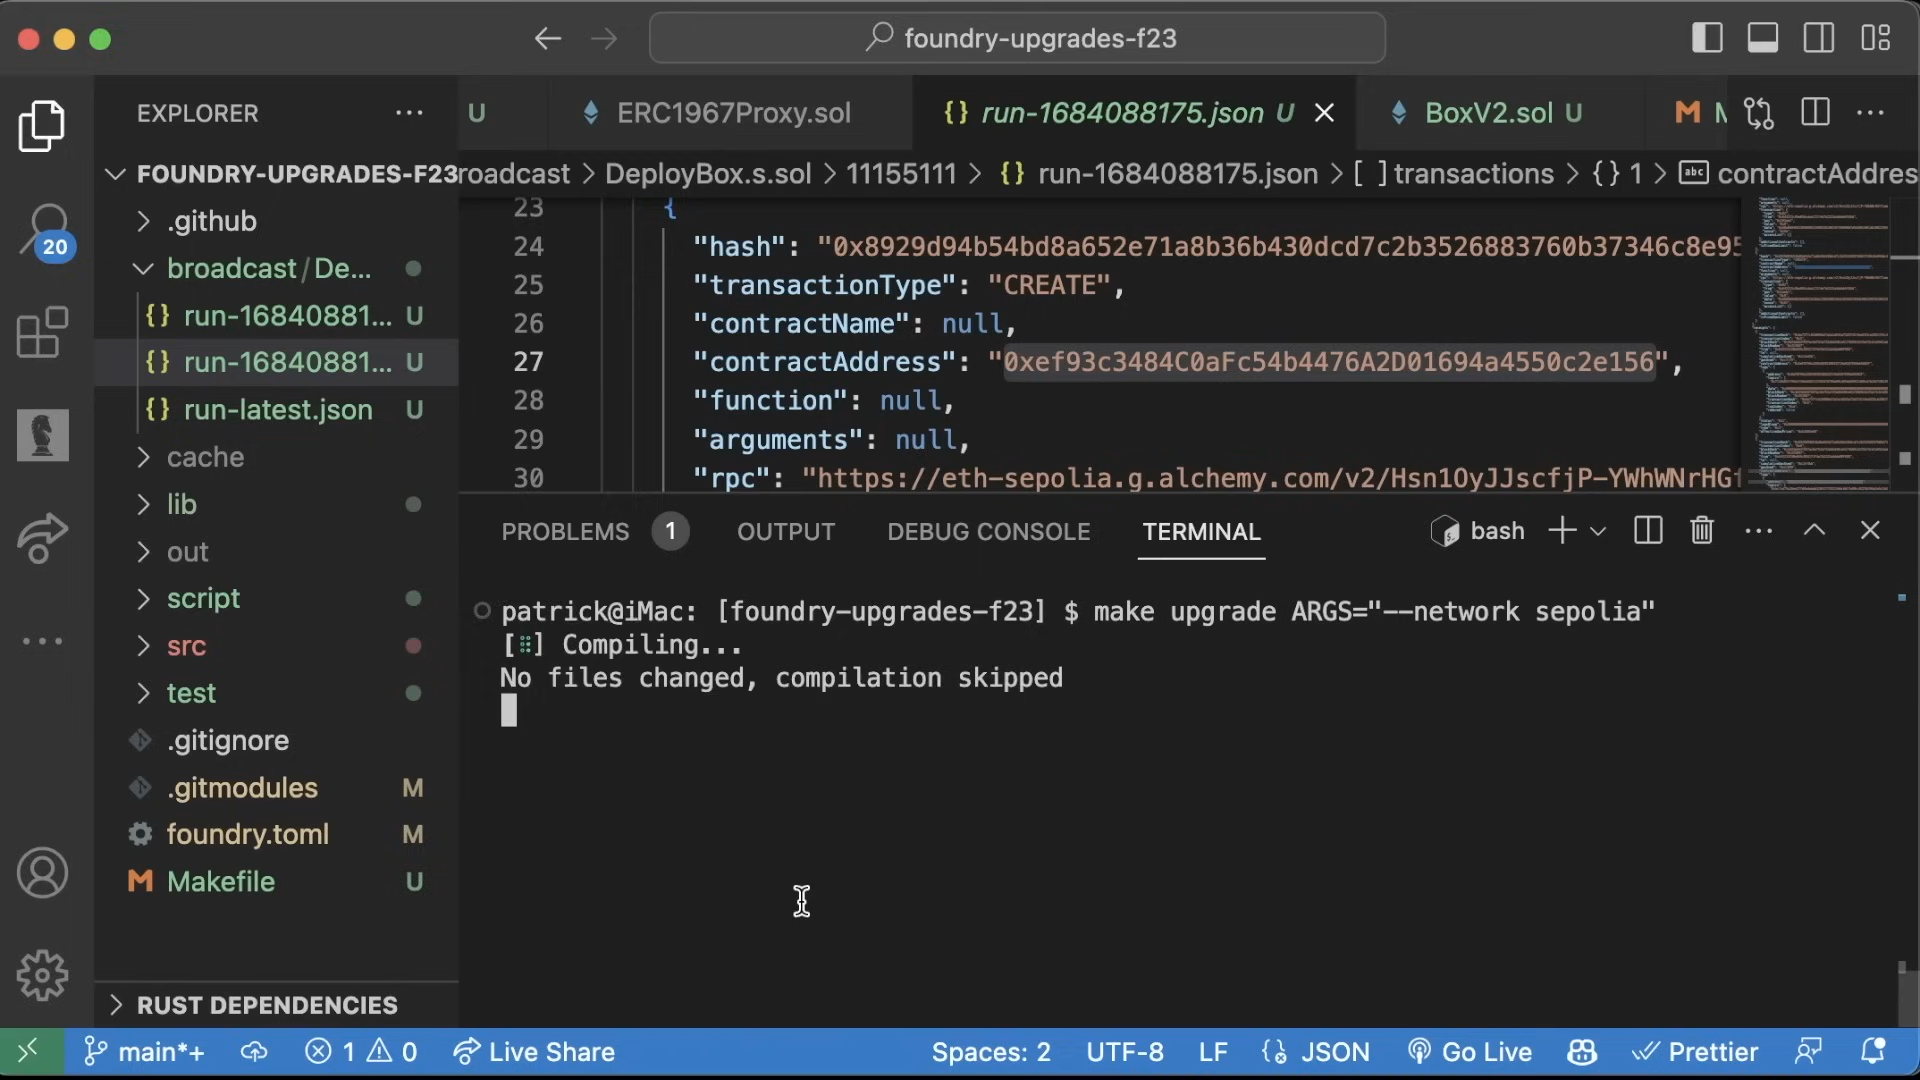 foundry-upgrades-f23
EXPLORER
U
ERC1967Proxy.sol
{} run-1684088175.json U
BoxV2.sol U
FOUNDRY-UPGRADES-F23
roadcast > DeployBox.s.sol > 11155111 > {} run-1684088175.json > [ ] transactions > {} 1 > abc contractAddres
20
.github
broadcast / De...
{} run-16840881... U
{} run-16840881... U
{} run-latest.json U
cache
lib
out
script
src
test
.gitignore
.gitmodules M
foundry.toml M
Makefile U
RUST DEPENDENCIES
23 {
24 "hash": "0x8929d94b54bd8a652e71a8b36b430dcd7c2b3526883760b37346c8e95
25 "transactionType": "CREATE",
26 "contractName": null,
27 "contractAddress": "0xef93c3484C0aFc54b4476A2D01694a4550c2e156",
28 "function": null,
29 "arguments": null,
30 "rpc": "https://eth-sepolia.g.alchemy.com/v2/Hsn1OyJJscfjP-YWhWNrHG
PROBLEMS 1 OUTPUT DEBUG CONSOLE TERMINAL
bash
patrick@iMac: [foundry-upgrades-f23] $ make upgrade ARGS="--network sepolia"
[⠿] Compiling...
No files changed, compilation skipped
main*+ 1 0 Live Share Spaces: 2 UTF-8 LF JSON Go Live Prettier